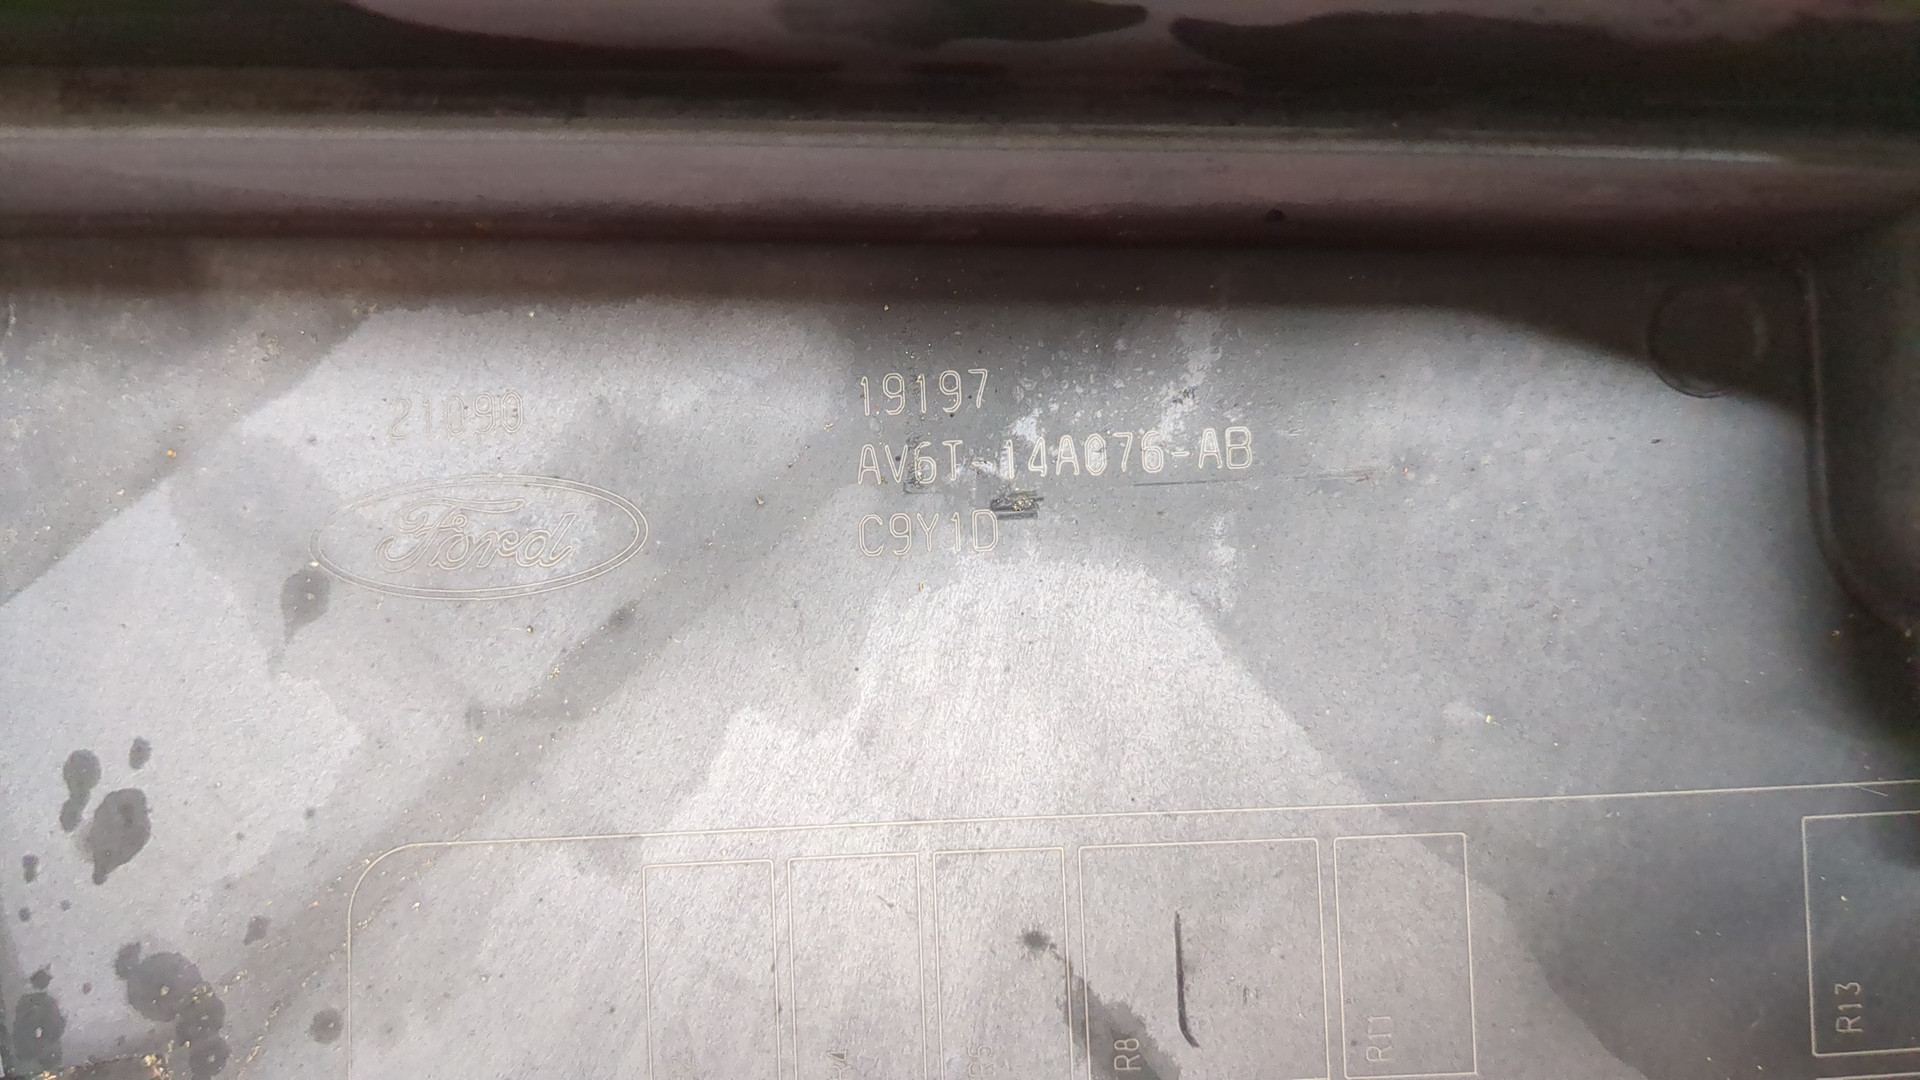 21090
Ford
19197
AV6T-14A076-AB
C9Y1D
R8
R11
R13